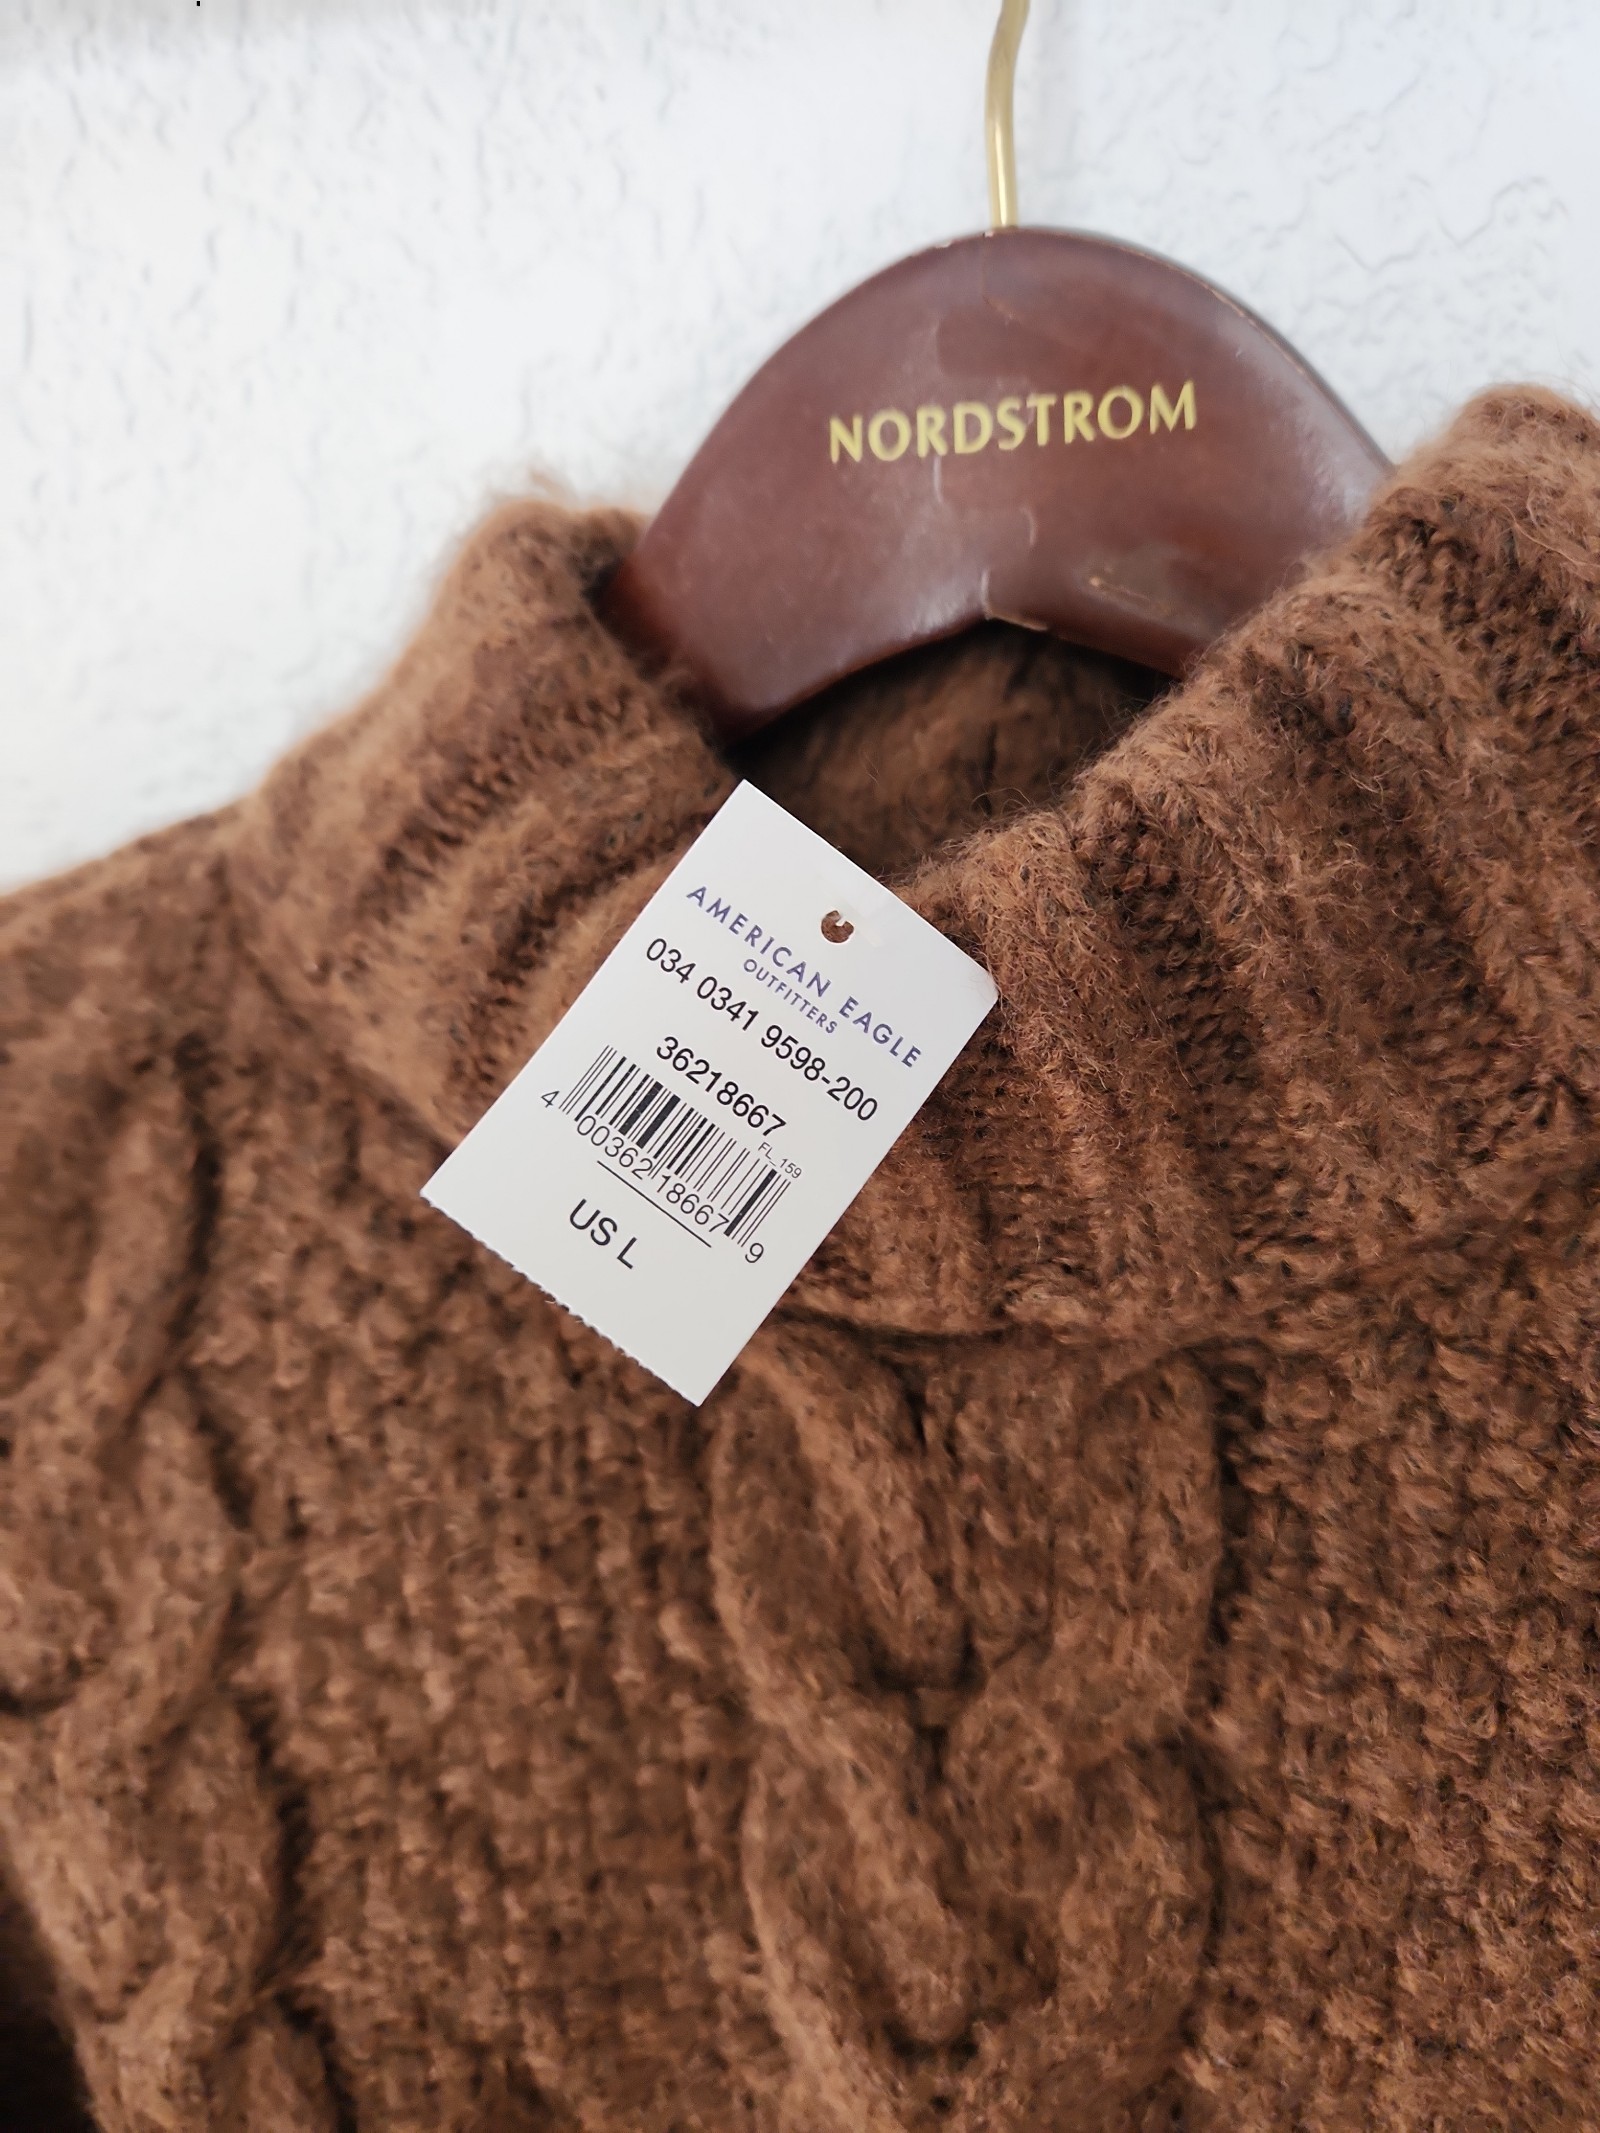 NORDSTROM
AMERICAN EAGLE
OUTFITTERS
034 0341 9598-200
36218667
FL_159
4 00362 18667 9
US L